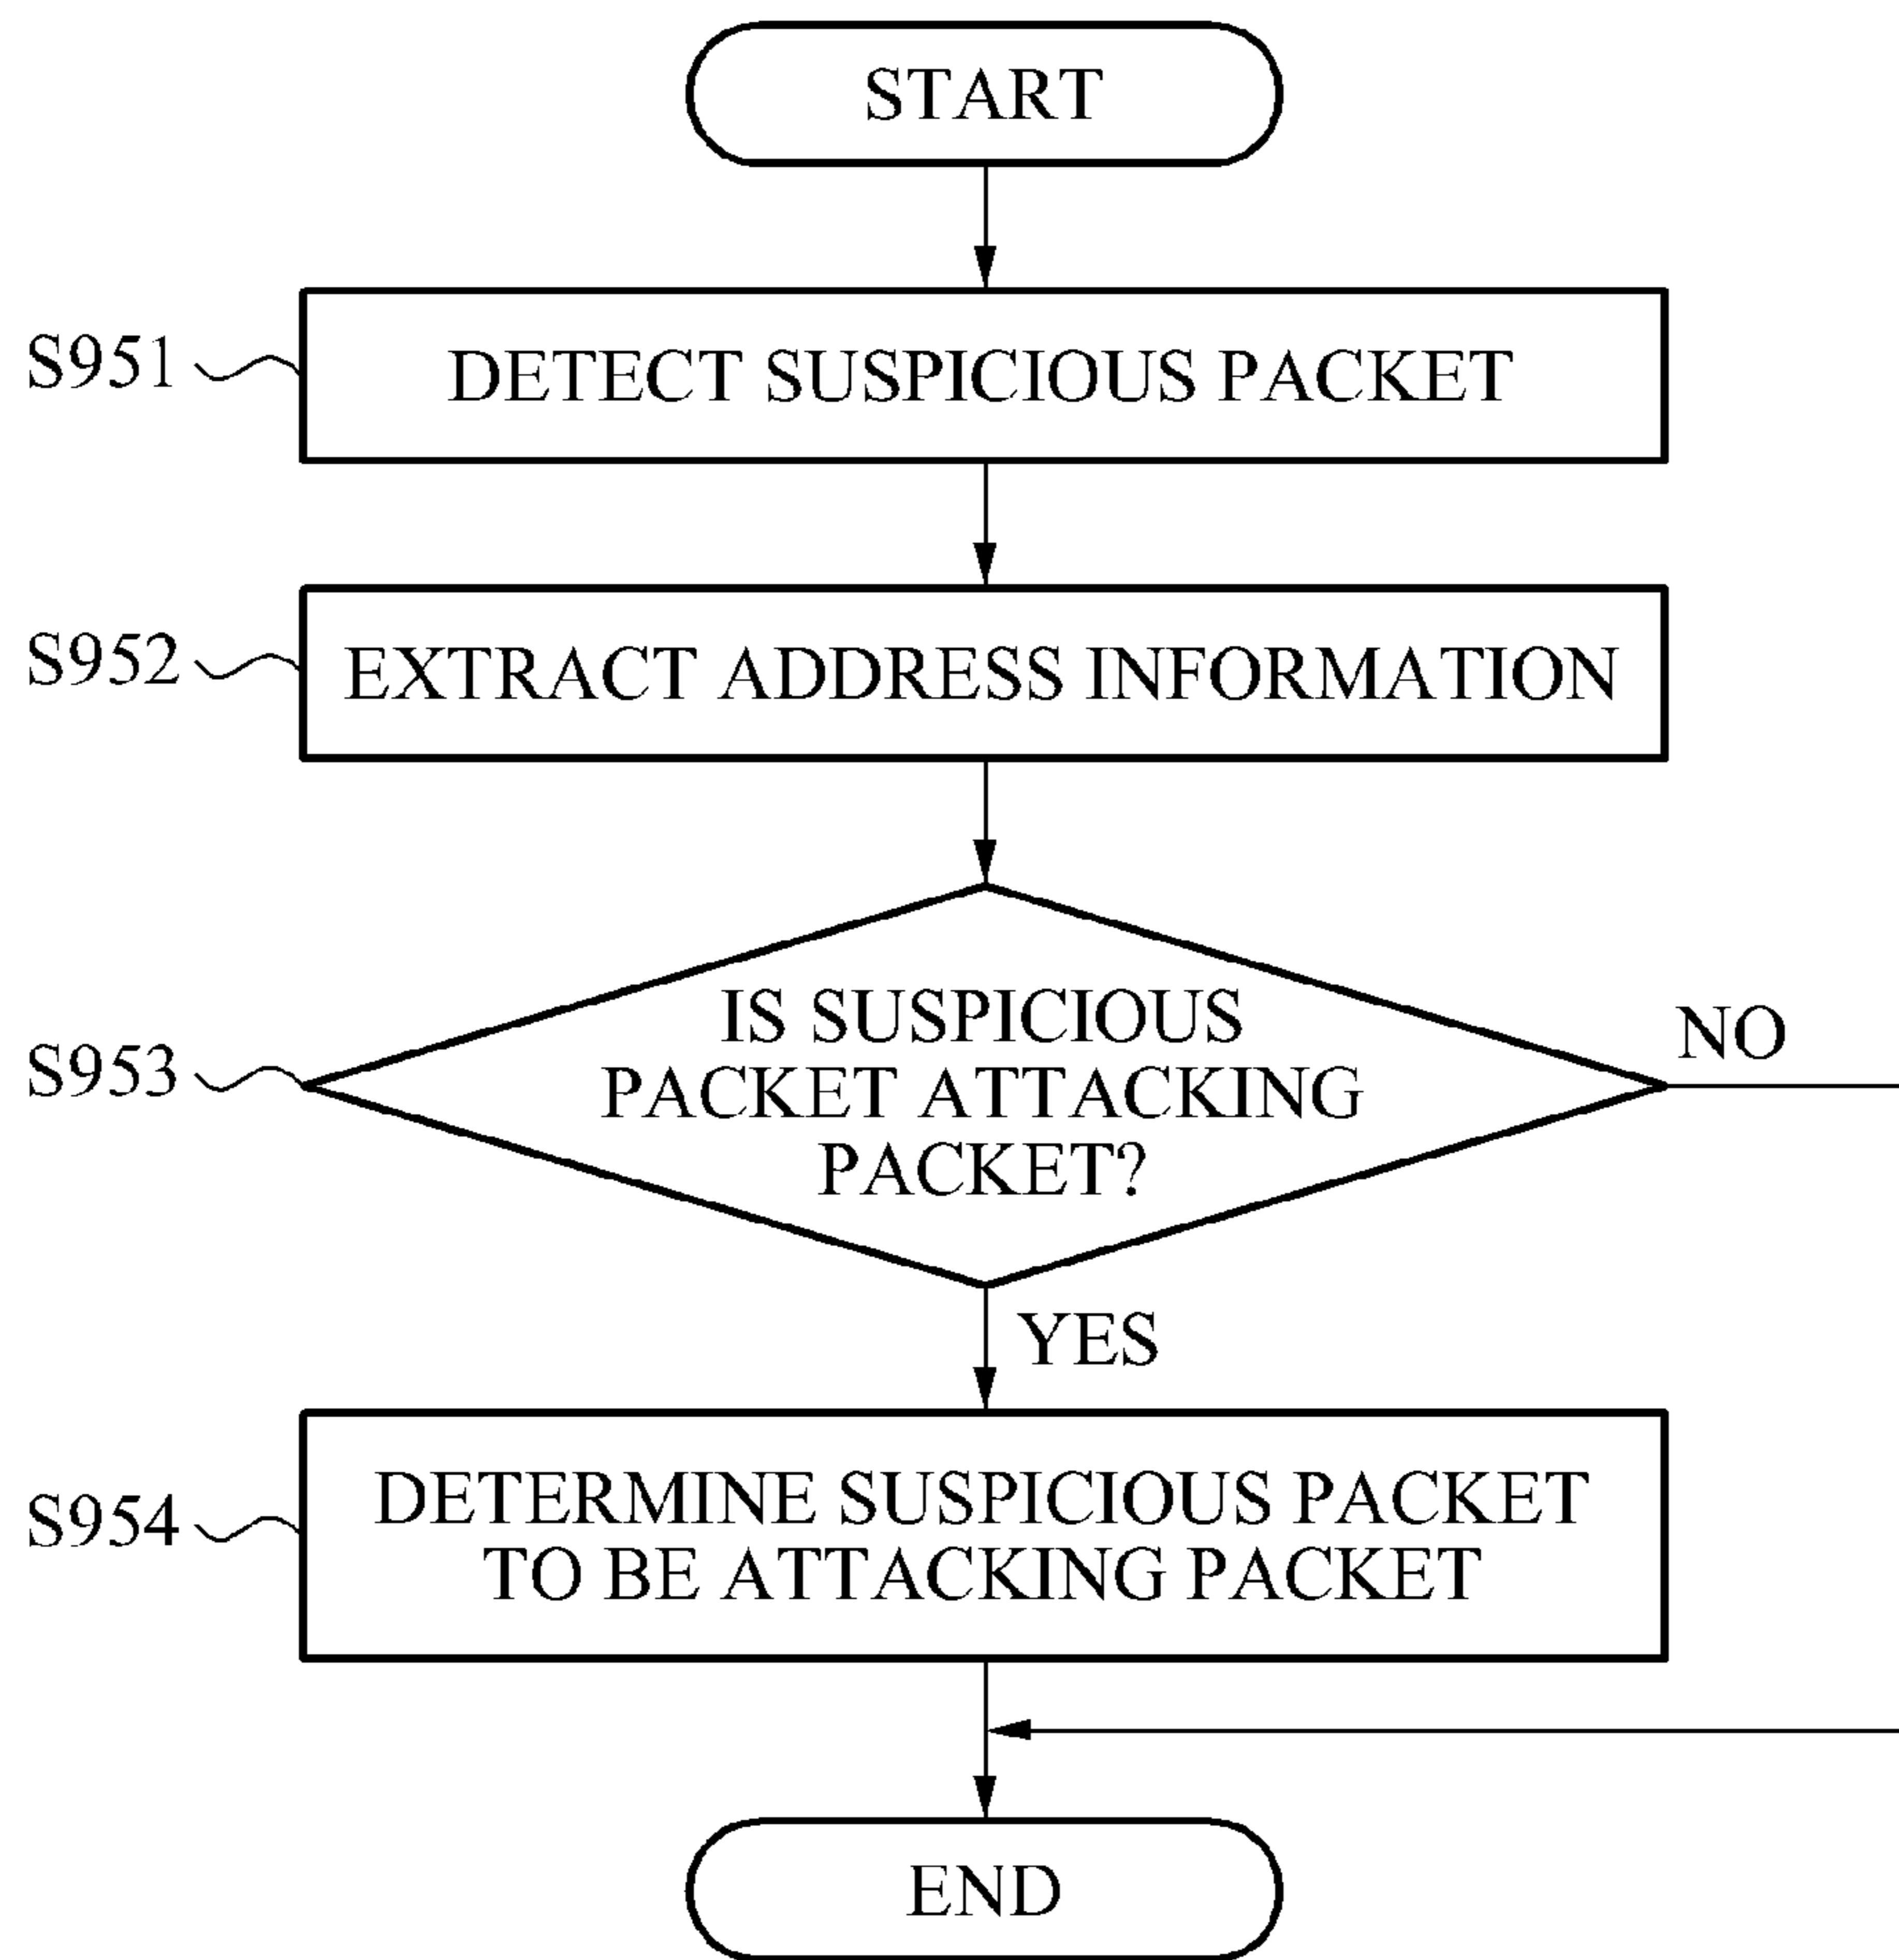 START
S951
DETECT SUSPICIOUS PACKET
S952
EXTRACT ADDRESS INFORMATION
S953
IS SUSPICIOUS
PACKET ATTACKING
PACKET?
NO
YES
S954
DETERMINE SUSPICIOUS PACKET
TO BE ATTACKING PACKET
END